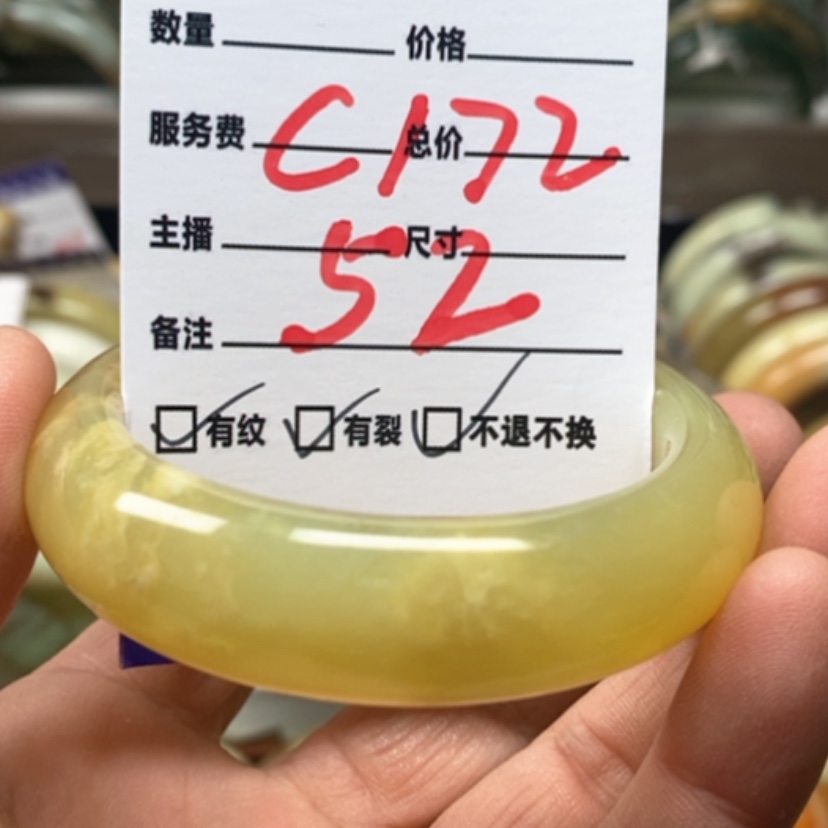 数量 价格
服务费 总价
C172
主播 尺寸
52
备注
有纹 有裂 不退不换